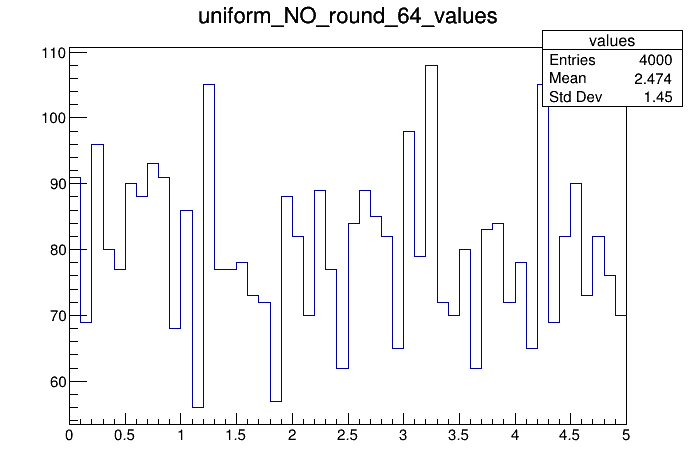 uniform_NO_round_64_values
values
Entries 4000
Mean 2.474
Std Dev 1.45
110
100
90
80
70
60
0 0.5 1 1.5 2 2.5 3 3.5 4 4.5 5